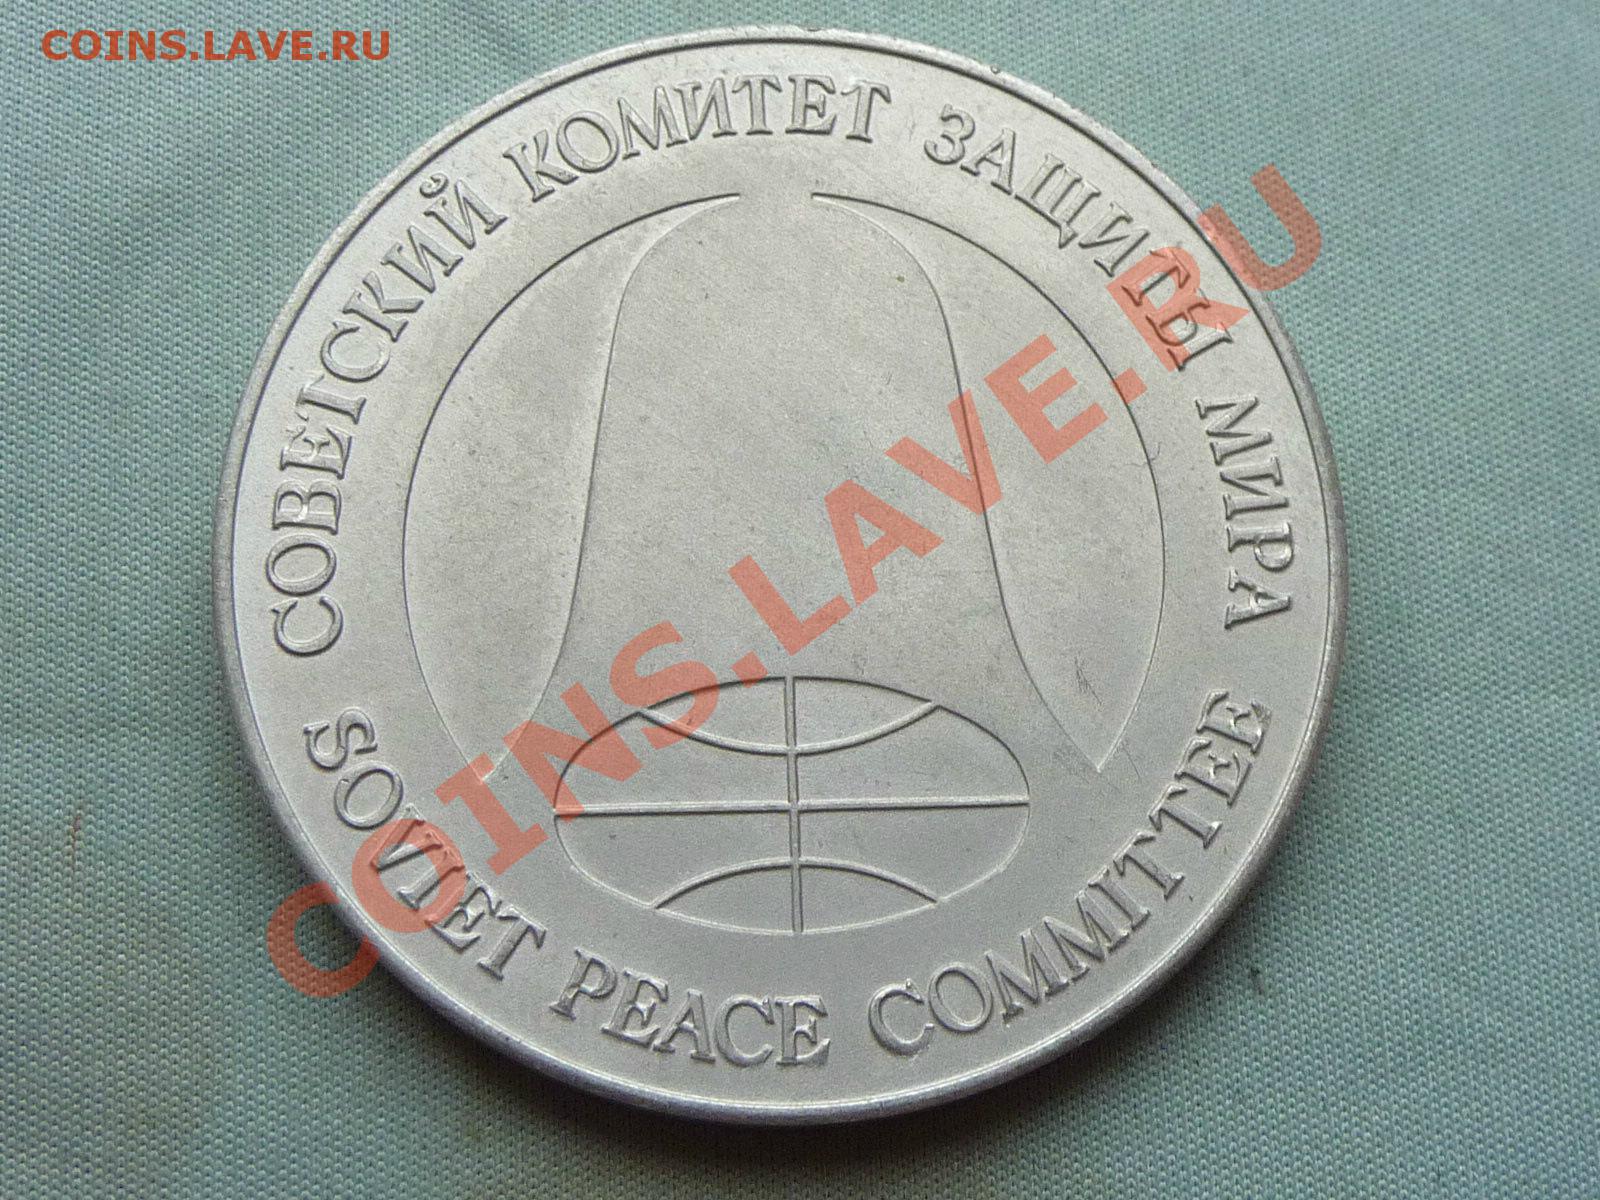 COINS.LAVE.RU
СОВЕТСКИЙ КОМИТЕТ ЗАЩИТЫ МИРА
SOVIET PEACE COMMITTEE
COINS.LAVE.RU